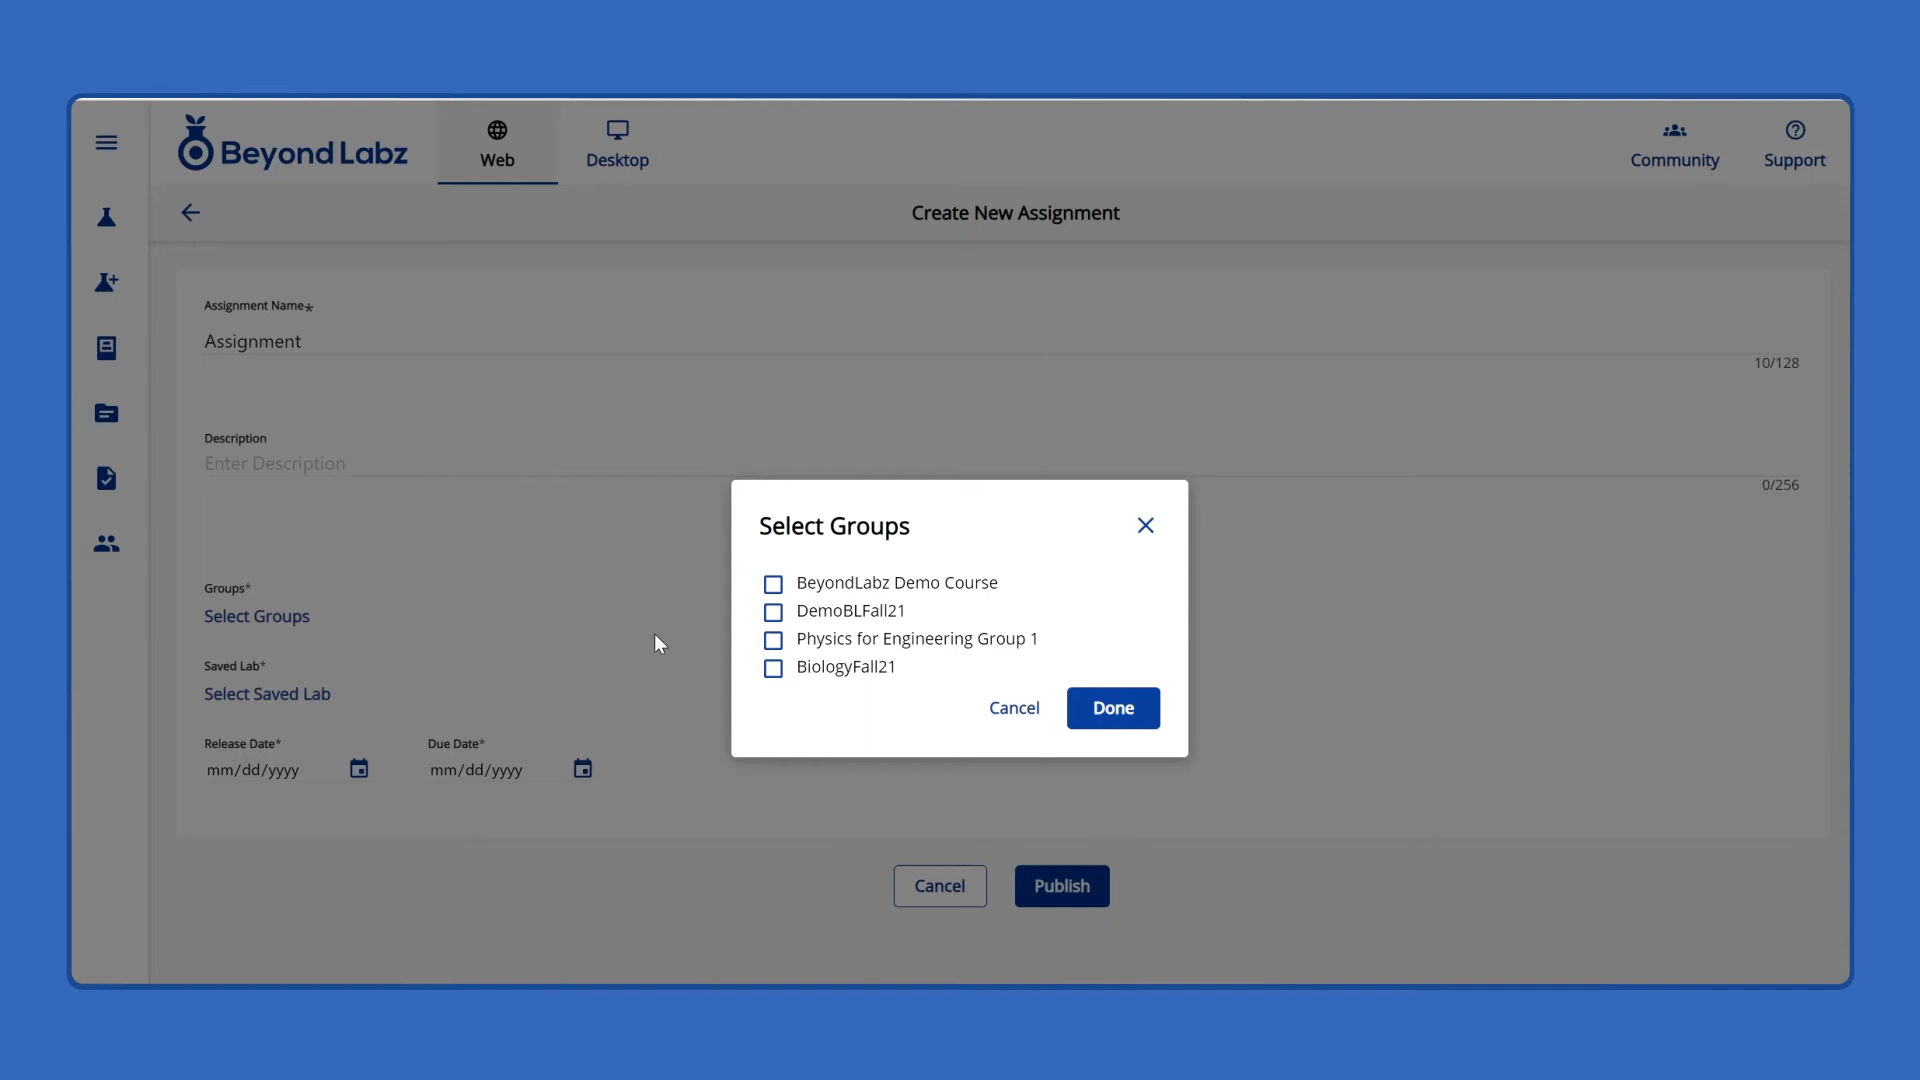 Beyond Labz
Web
Desktop
Community
Support
Create New Assignment
Assignment Name*
Assignment
10/128
Description
Enter Description
0/256
Select Groups
BeyondLabz Demo Course
DemoBLFall21
Physics for Engineering Group 1
BiologyFall21
Cancel
Done
Groups*
Select Groups
Saved Lab*
Select Saved Lab
Release Date*
Due Date*
mm/dd/yyyy
mm/dd/yyyy
Cancel
Publish